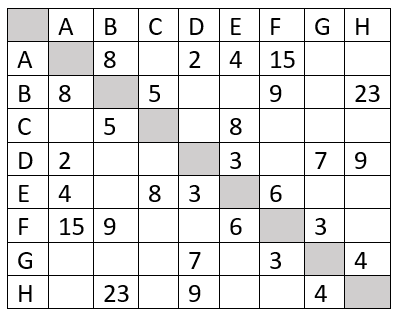 A B C D E F G H
A 8 2 4 15
B 8 5 9 23
C 5 8
D 2 3 7 9
E 4 8 3 6
F 15 9 6 3
G 7 3 4
H 23 9 4